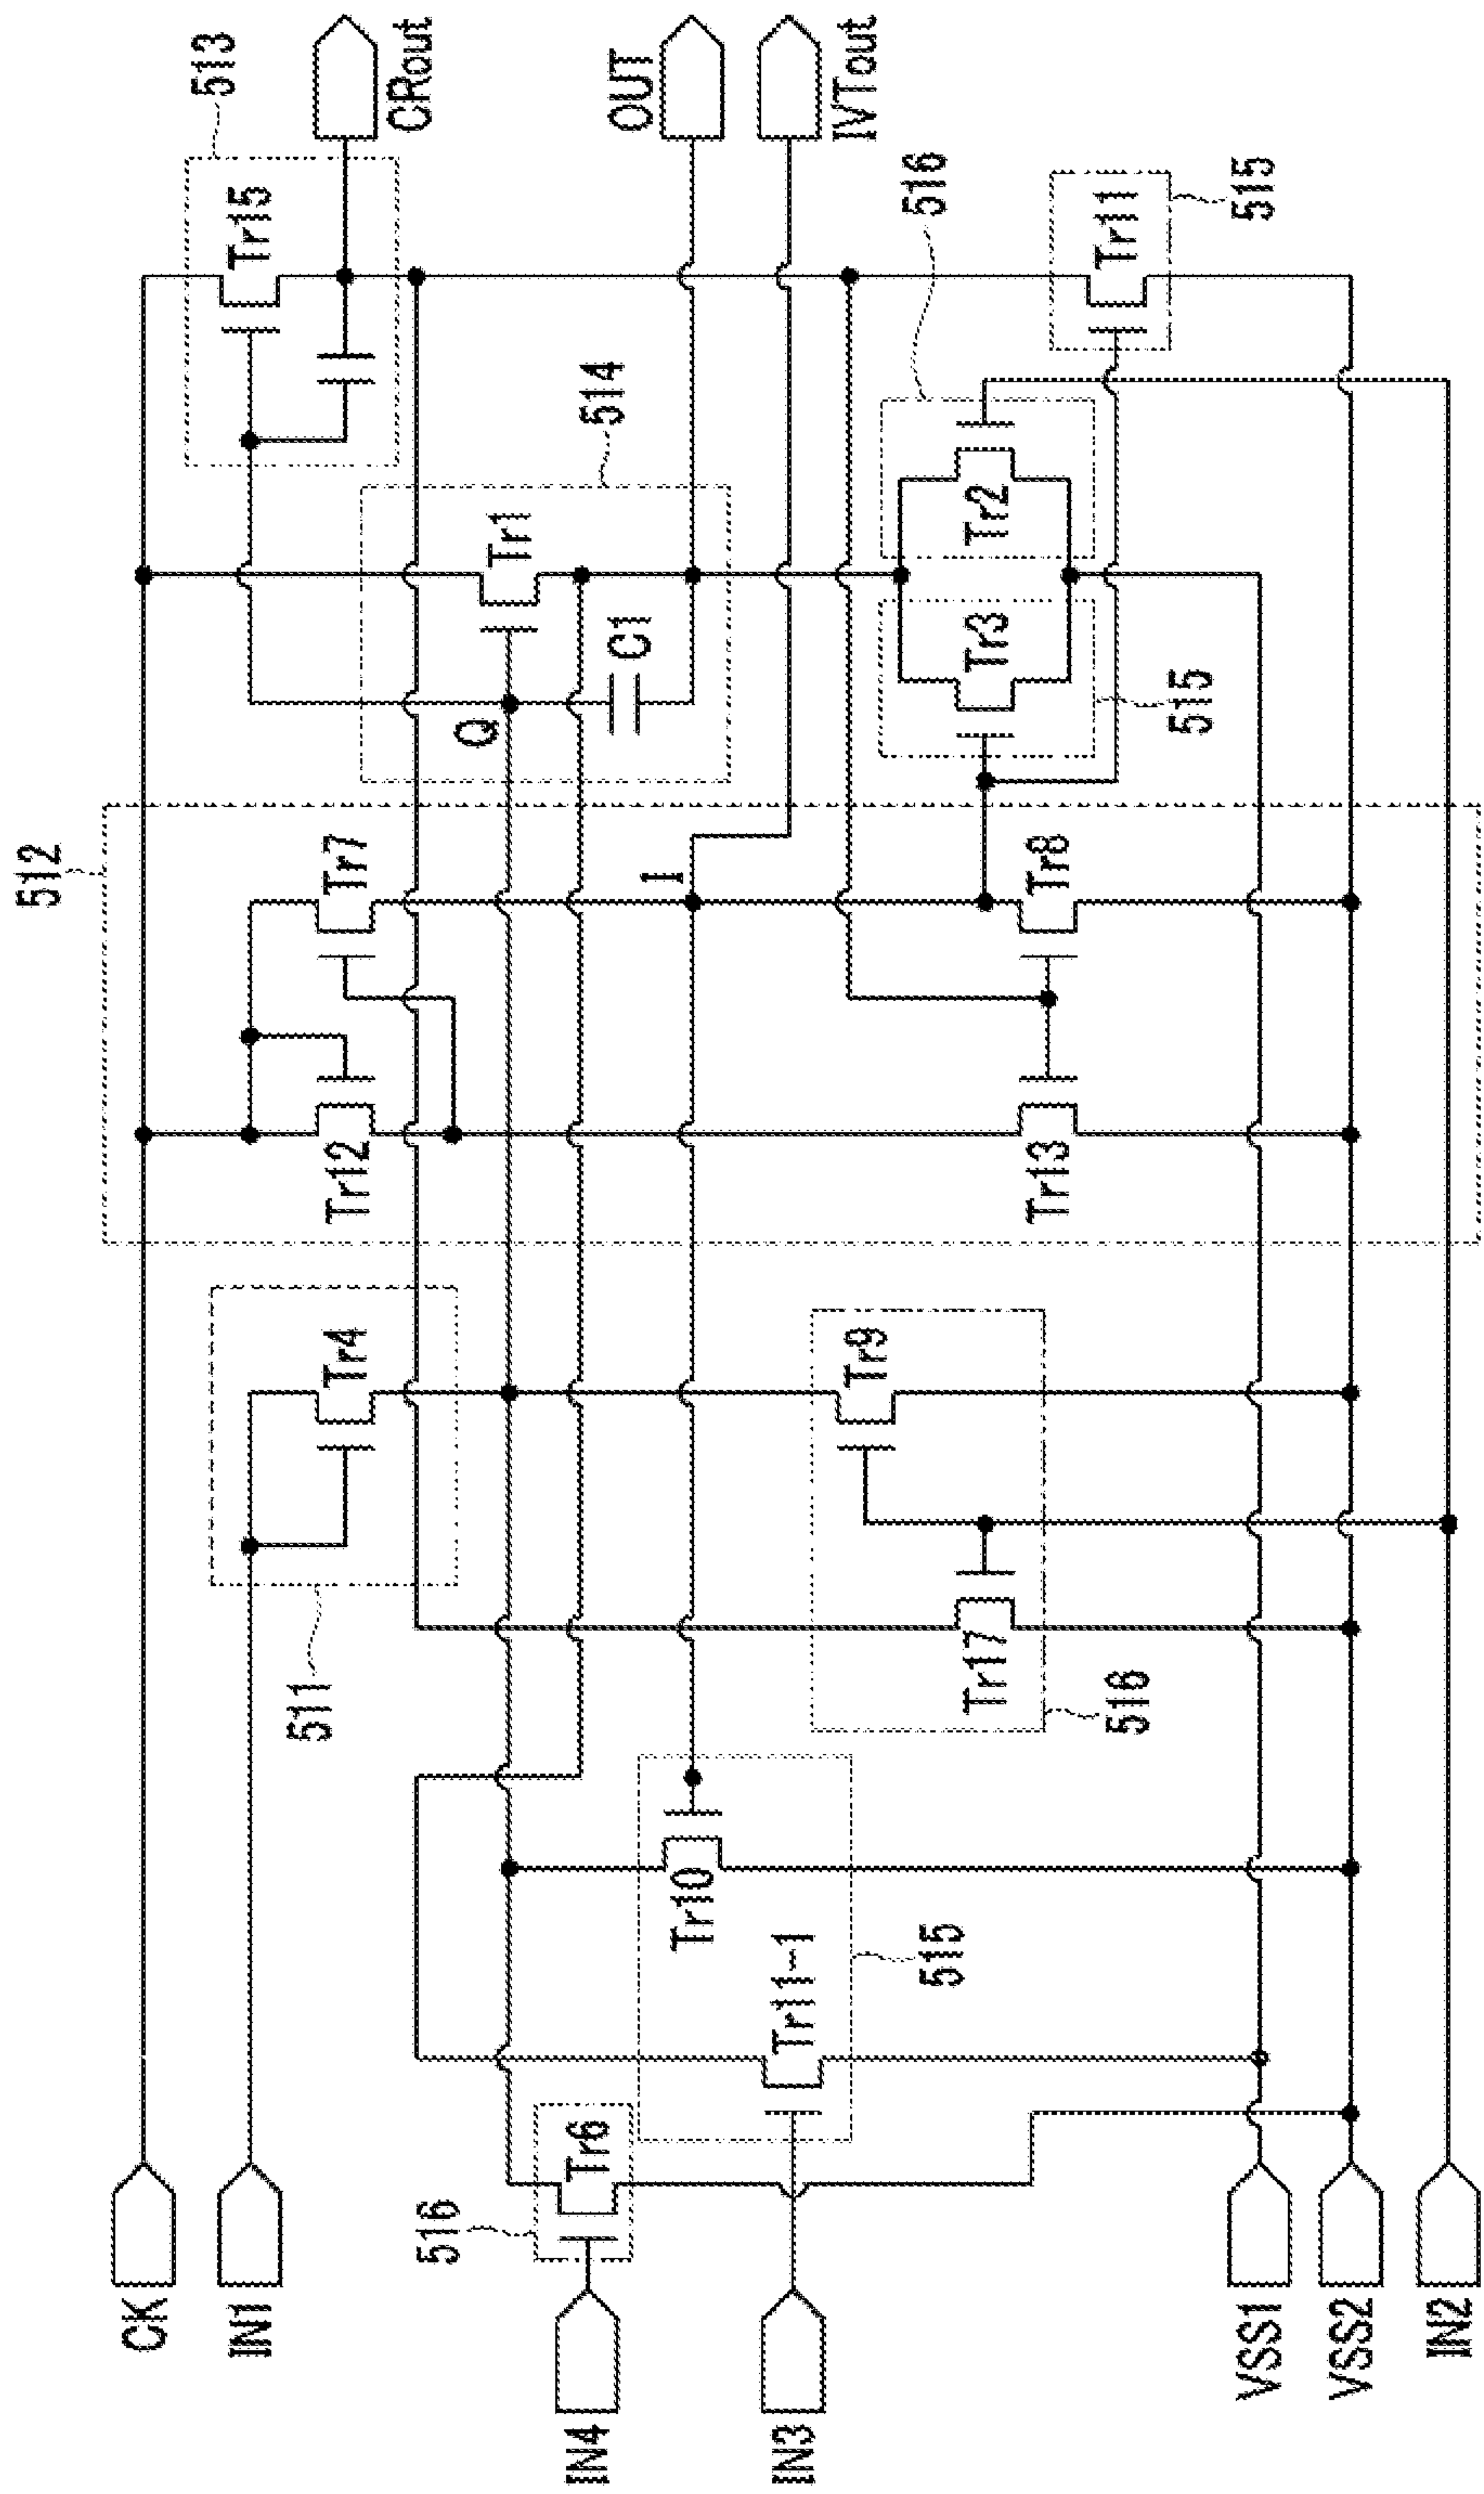 512
513
CRout
OUT
IVTout
Tr15
514
516
515
Tr11
Tr1
Q
C1
Tr2
Tr3
515
Tr7
I
Tr8
Tr12
Tr13
511
Tr4
Tr9
Tr17
516
Tr10
Tr11-1
515
516
Tr6
CK
IN1
IN4
IN3
VSS1
VSS2
IN2